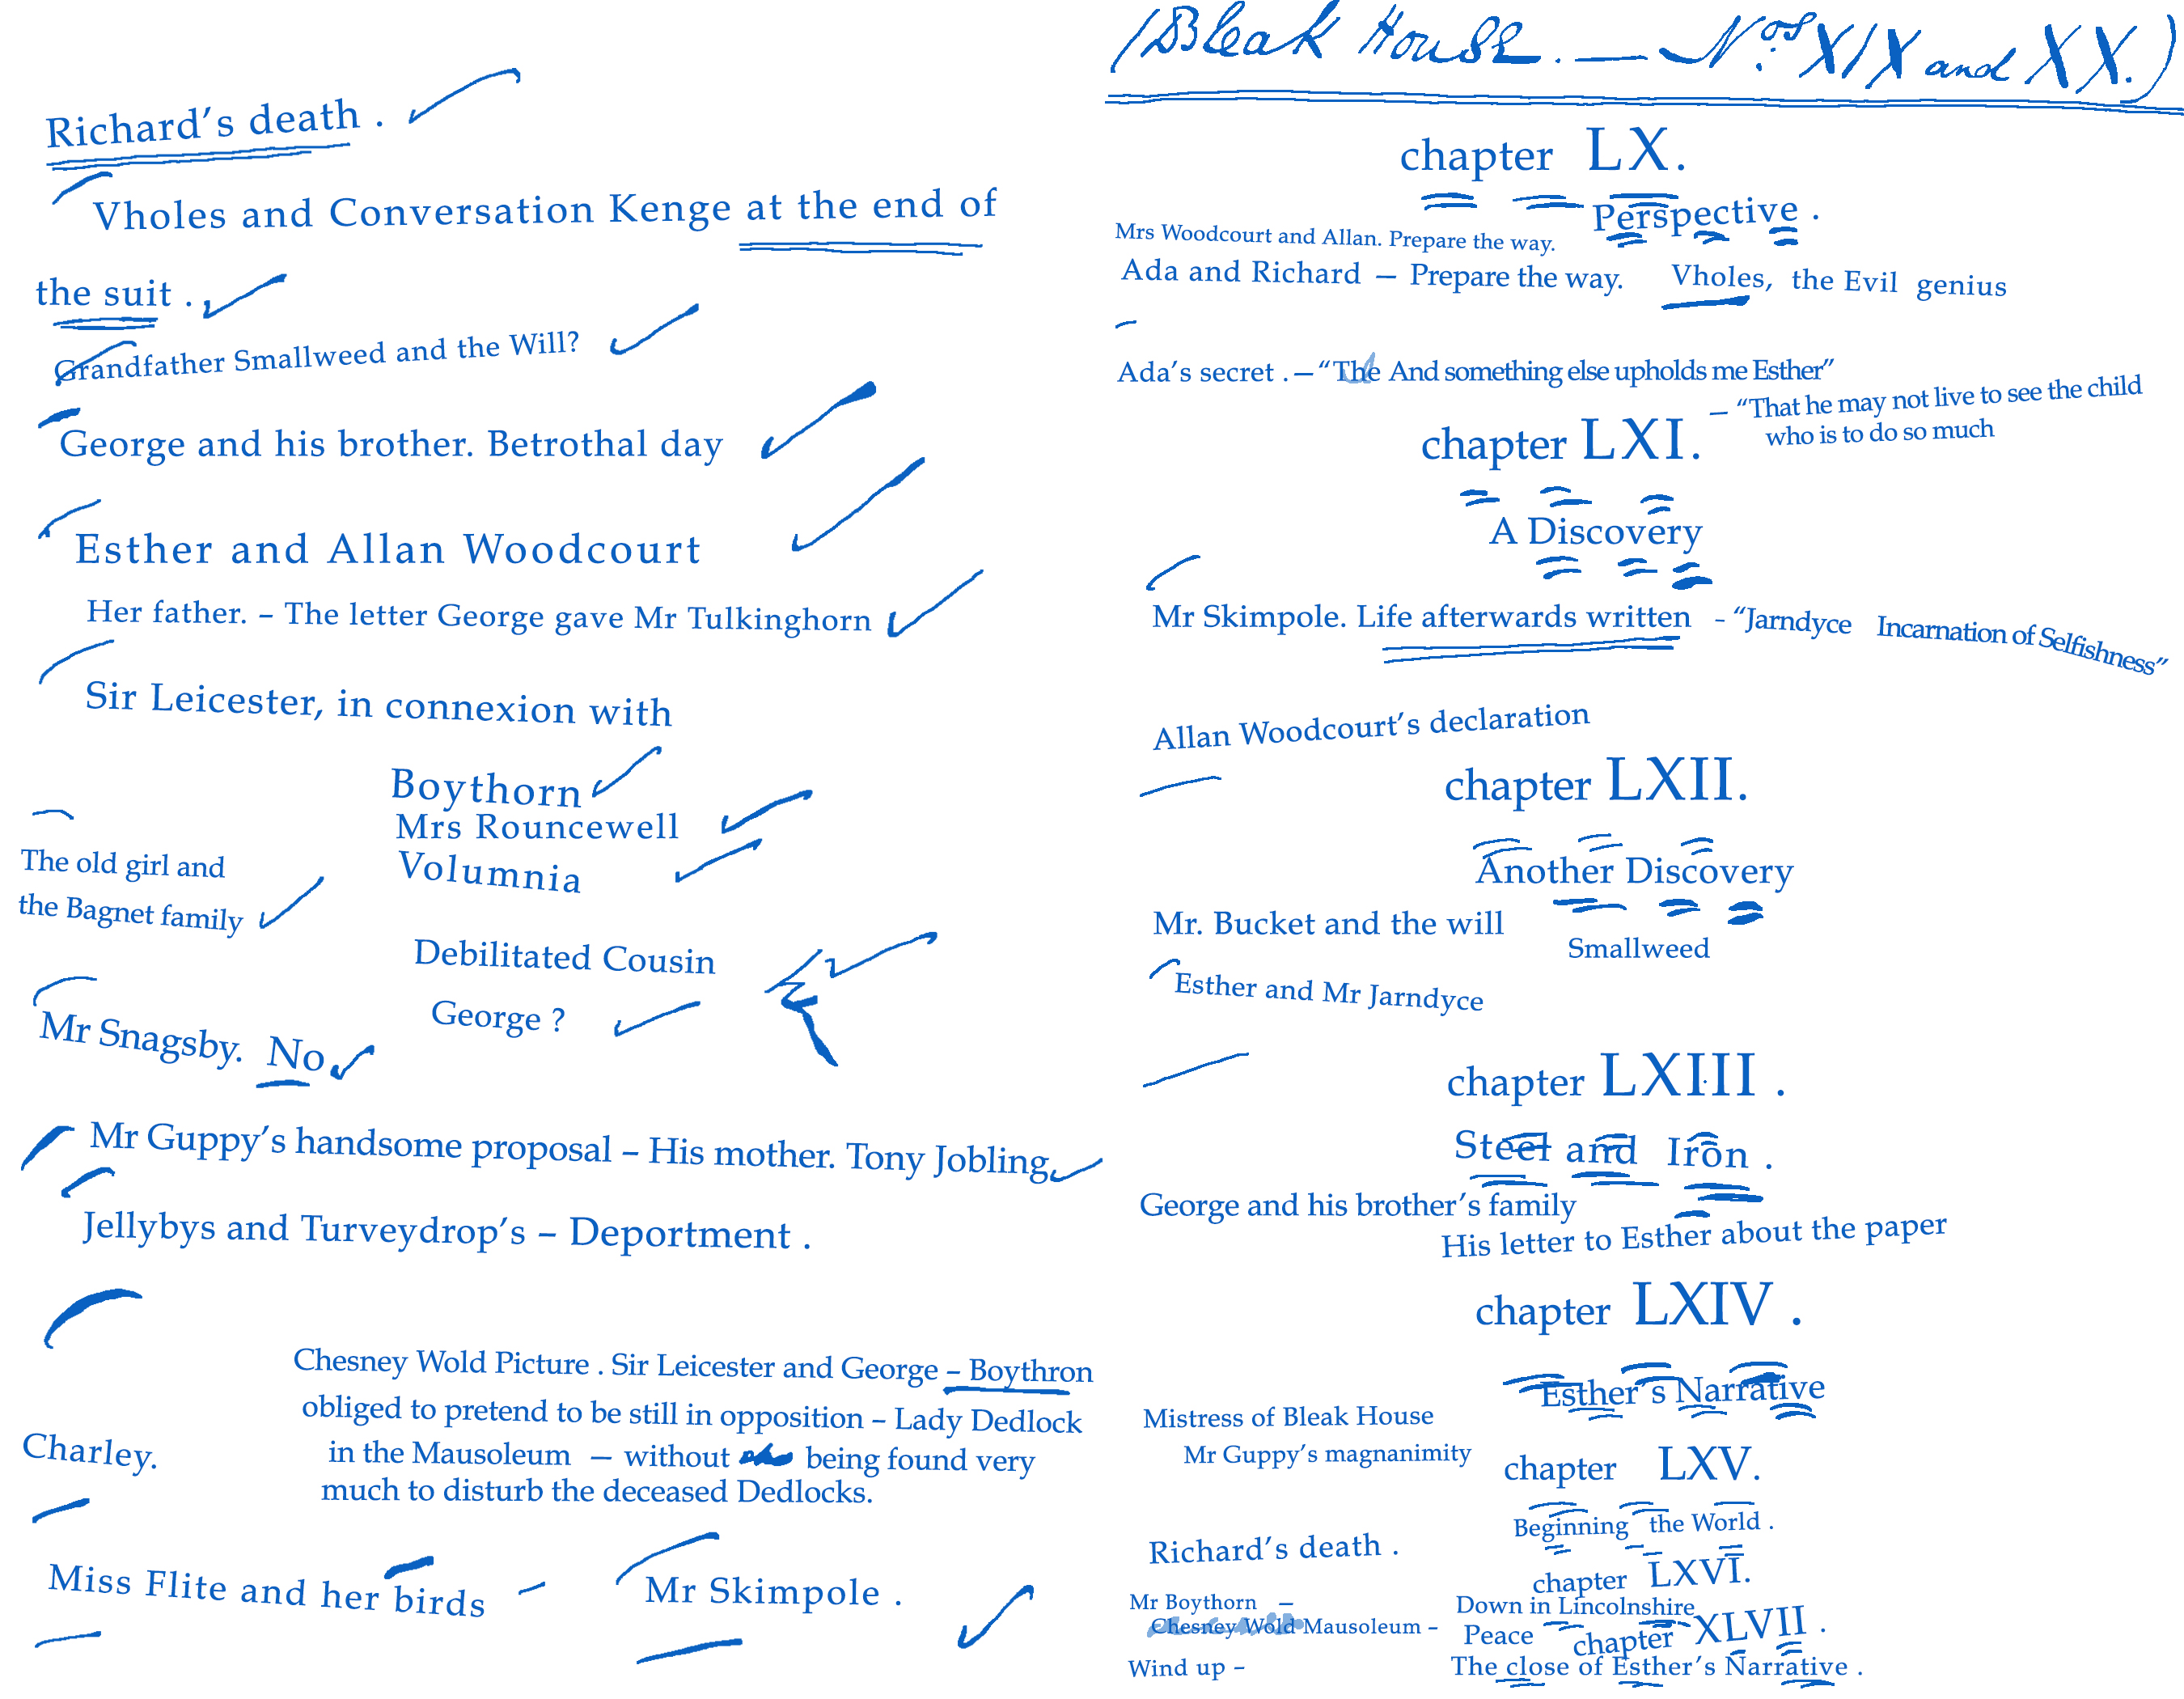 Richard's death .
Vholes and Conversation Kenge at the end of
the suit .
Grandfather Smallweed and the Will?
George and his brother. Betrothal day
Esther and Allan Woodcourt
Her father. – The letter George gave Mr Tulkinghorn
Sir Leicester, in connexion with
Boythorn
Mrs Rouncewell
Volumnia
The old girl and
the Bagnet family
Debilitated Cousin
George ?
Mr Snagsby. No
Mr Guppy's handsome proposal – His mother. Tony Jobling
Jellybys and Turveydrop's – Deportment .
Chesney Wold Picture . Sir Leicester and George – Boythron
obliged to pretend to be still in opposition – Lady Dedlock
in the Mausoleum — without being found very
much to disturb the deceased Dedlocks.
Charley.
Miss Flite and her birds –
Mr Skimpole .
(Bleak House. — Nos. XIX and XX.)
chapter LX.
Perspective .
Mrs Woodcourt and Allan. Prepare the way.
Ada and Richard — Prepare the way. Vholes, the Evil genius
Ada's secret . — "The And something else upholds me Esther"
— "That he may not live to see the child
who is to do so much
chapter LXI.
A Discovery
Mr Skimpole. Life afterwards written - "Jarndyce Incarnation of Selfishness"
Allan Woodcourt's declaration
chapter LXII.
Another Discovery
Mr. Bucket and the will
Smallweed
Esther and Mr Jarndyce
chapter LXIII .
Steel and Iron .
George and his brother's family
His letter to Esther about the paper
chapter LXIV .
Esther's Narrative
Mistress of Bleak House
Mr Guppy's magnanimity
chapter LXV.
Beginning the World .
Richard's death .
chapter LXVI.
Down in Lincolnshire
Mr Boythorn —
Chesney Wold Mausoleum – Peace
chapter XLVII .
The close of Esther's Narrative .
Wind up –